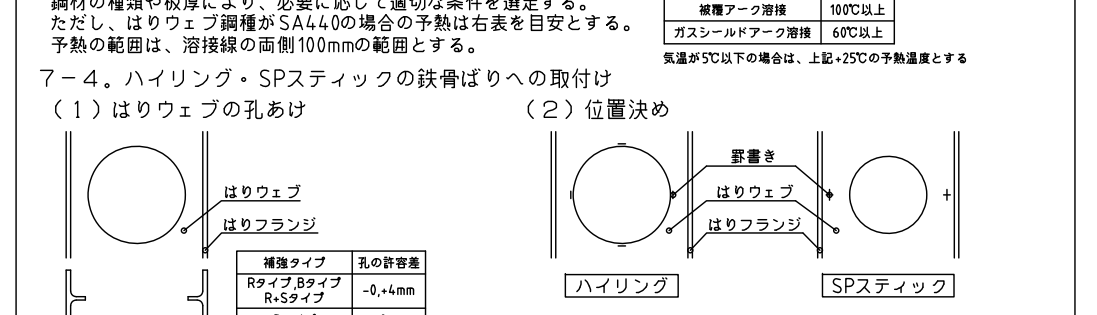 鋼材の種類や板厚により、必要に応じて適切な条件を選定する。
ただし、はりウェブ鋼種がSA440の場合の予熱は右表を目安とする。
予熱の範囲は、溶接線の両側100mmの範囲とする。
被覆アーク溶接 100℃以上
ガスシールドアーク溶接 60℃以上
気温が5℃以下の場合は、上記+25℃の予熱温度とする
7-4。ハイリング・SPスティックの鉄骨ばりへの取付け
(1)はりウェブの孔あけ
(2)位置決め
はりウェブ
はりフランジ
補強タイプ 孔の許容差
Rタイプ,Bタイプ
R+Sタイプ
-0,+4mm
罫書き
はりウェブ
はりフランジ
ハイリング
SPスティック